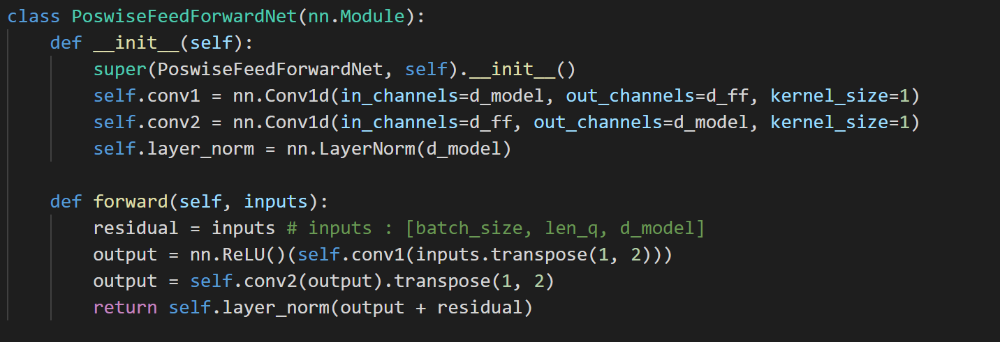 class PoswiseFeedForwardNet(nn.Module):
    def __init__(self):
        super(PoswiseFeedForwardNet, self).__init__()
        self.conv1 = nn.Conv1d(in_channels=d_model, out_channels=d_ff, kernel_size=1)
        self.conv2 = nn.Conv1d(in_channels=d_ff, out_channels=d_model, kernel_size=1)
        self.layer_norm = nn.LayerNorm(d_model)

    def forward(self, inputs):
        residual = inputs # inputs : [batch_size, len_q, d_model]
        output = nn.ReLU()(self.conv1(inputs.transpose(1, 2)))
        output = self.conv2(output).transpose(1, 2)
        return self.layer_norm(output + residual)